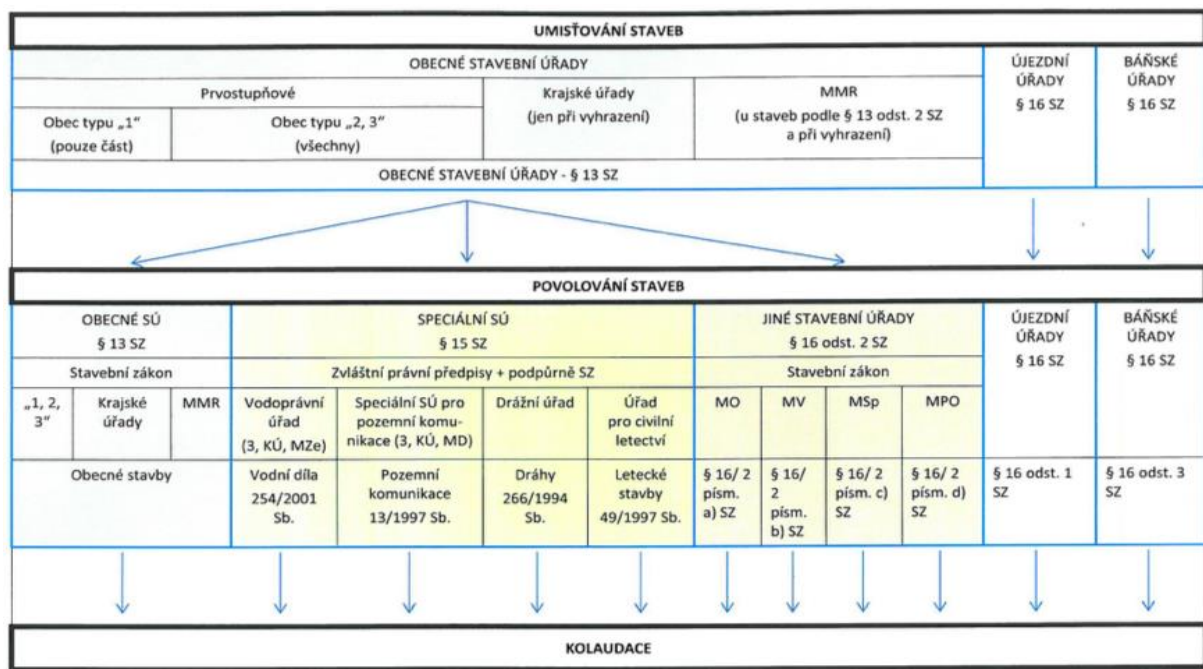 UMISŤOVÁNÍ STAVEB
OBECNÉ STAVEBNÍ ÚŘADY
Prvostupňové
Obec typu „1“
(pouze část)
Obec typu „2, 3“
(všechny)
Krajské úřady
(jen při vyhrazení)
MMR
(u staveb podle § 13 odst. 2 SZ
a při vyhrazení)
OBECNÉ STAVEBNÍ ÚŘADY - § 13 SZ
ÚJEZDNÍ
ÚŘADY
§ 16 SZ
BÁŇSKÉ
ÚŘADY
§ 16 SZ
POVOLOVÁNÍ STAVEB
OBECNÉ SÚ
§ 13 SZ
SPECIÁLNÍ SÚ
§ 15 SZ
JINÉ STAVEBNÍ ÚŘADY
§ 16 odst. 2 SZ
ÚJEZDNÍ
ÚŘADY
§ 16 SZ
BÁŇSKÉ
ÚŘADY
§ 16 SZ
Stavební zákon
Zvláštní právní předpisy + podpůrně SZ
Stavební zákon
„1, 2,
3“
Krajské
úřady
MMR
Vodoprávní
úřad
(3, KÚ, MZe)
Speciální SÚ pro
pozemní komu-
nikace (3, KÚ, MD)
Drážní úřad
Úřad
pro civilní
letectví
MO
MV
MSp
MPO
Obecné stavby
Vodní díla
254/2001
Sb.
Pozemní
komunikace
13/1997 Sb.
Dráhy
266/1994
Sb.
Letecké
stavby
49/1997 Sb.
§ 16/ 2
písm.
a) SZ
§ 16/
2
písm.
b) SZ
§ 16/ 2
písm. c)
SZ
§ 16/ 2
písm. d)
SZ
§ 16 odst. 1
SZ
§ 16 odst. 3
SZ
KOLAUDACE